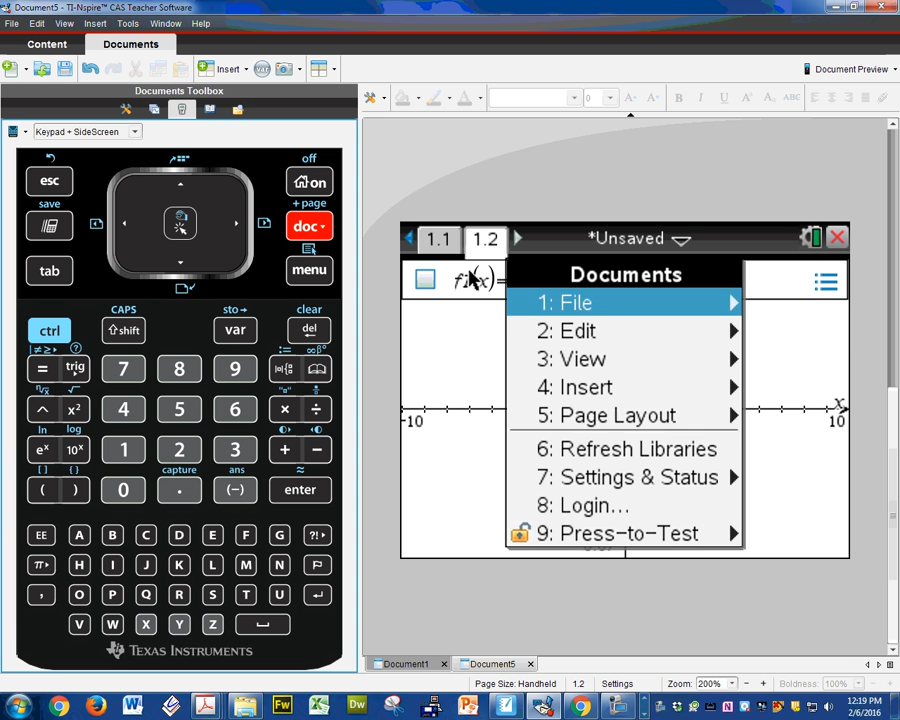 Document5 - TI-Nspire™ CAS Teacher Software
File Edit View Insert Tools Window Help
Content Documents
Insert Document Preview
Documents Toolbox
Keypad + SideScreen
0
B I U
ABC
off
esc on
save + page
doc
tab menu
CAPS sto→ clear
ctrl ⇧shift var del
|≠≥▸ ? := ∞β°
= trig 7 8 9
^ x² 4 5 6 × ÷
ln log
eˣ 10ˣ 1 2 3 + −
[ ] { } capture ans ≈
( ) 0 . (−) enter
EE A B C D E F G ?!▸
π▸ H I J K L M N
, O P Q R S T U
V W X Y Z
TEXAS INSTRUMENTS
1.1 1.2 *Unsaved
Documents
1: File
2: Edit
3: View
4: Insert
5: Page Layout
6: Refresh Libraries
7: Settings & Status
8: Login...
9: Press-to-Test
-10 x
10
Document1 Document5
Page Size: Handheld 1.2 Settings Zoom: 200% Boldness: 100%
12:19 PM
2/6/2016